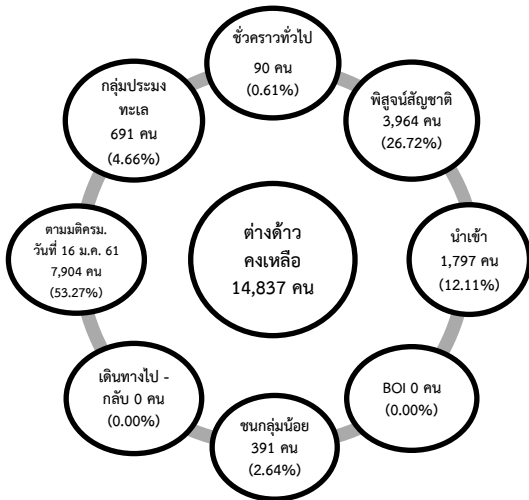 ชั่วคราวทั่วไป
90 คน
(0.61%)
พิสูจน์สัญชาติ
3,964 คน
(26.72%)
นำเข้า
1,797 คน
(12.11%)
BOI 0 คน
(0.00%)
ชนกลุ่มน้อย
391 คน
(2.64%)
เดินทางไป -
กลับ 0 คน
(0.00%)
ตามมติครม.
วันที่ 16 ม.ค. 61
7,904 คน
(53.27%)
กลุ่มประมง
ทะเล
691 คน
(4.66%)
ต่างด้าว
คงเหลือ
14,837 คน